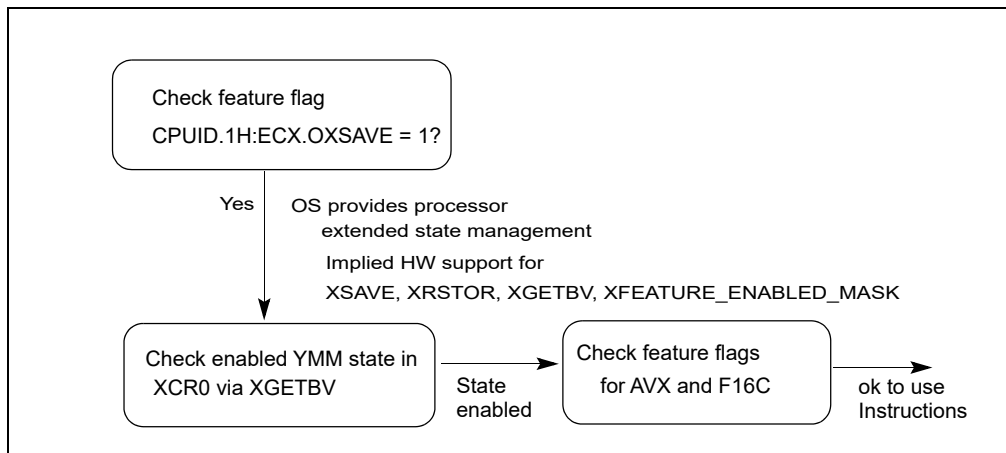 Check feature flag
CPUID.1H:ECX.OXSAVE = 1?
Yes
OS provides processor
extended state management
Implied HW support for
XSAVE, XRSTOR, XGETBV, XFEATURE_ENABLED_MASK
Check enabled YMM state in
XCR0 via XGETBV
State
enabled
Check feature flags
for AVX and F16C
ok to use
Instructions